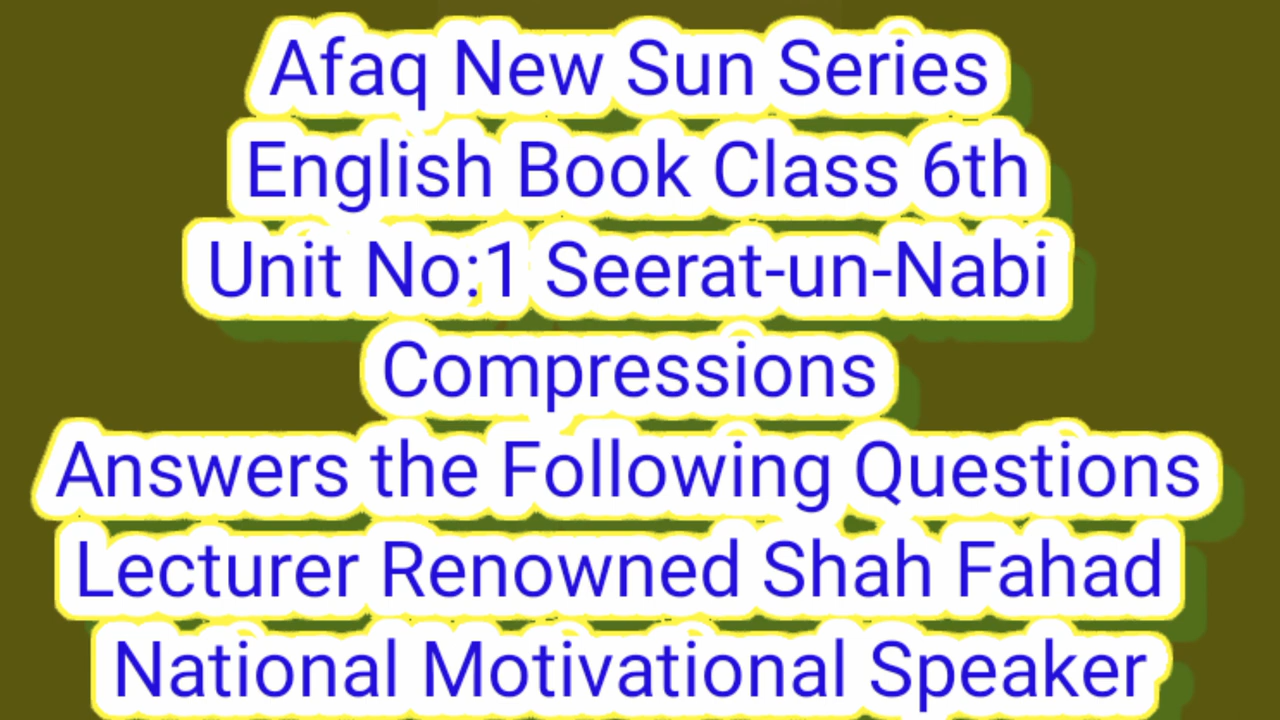 Afaq New Sun Series
English Book Class 6th
Unit No:1 Seerat-un-Nabi
Compressions
Answers the Following Questions
Lecturer Renowned Shah Fahad
National Motivational Speaker